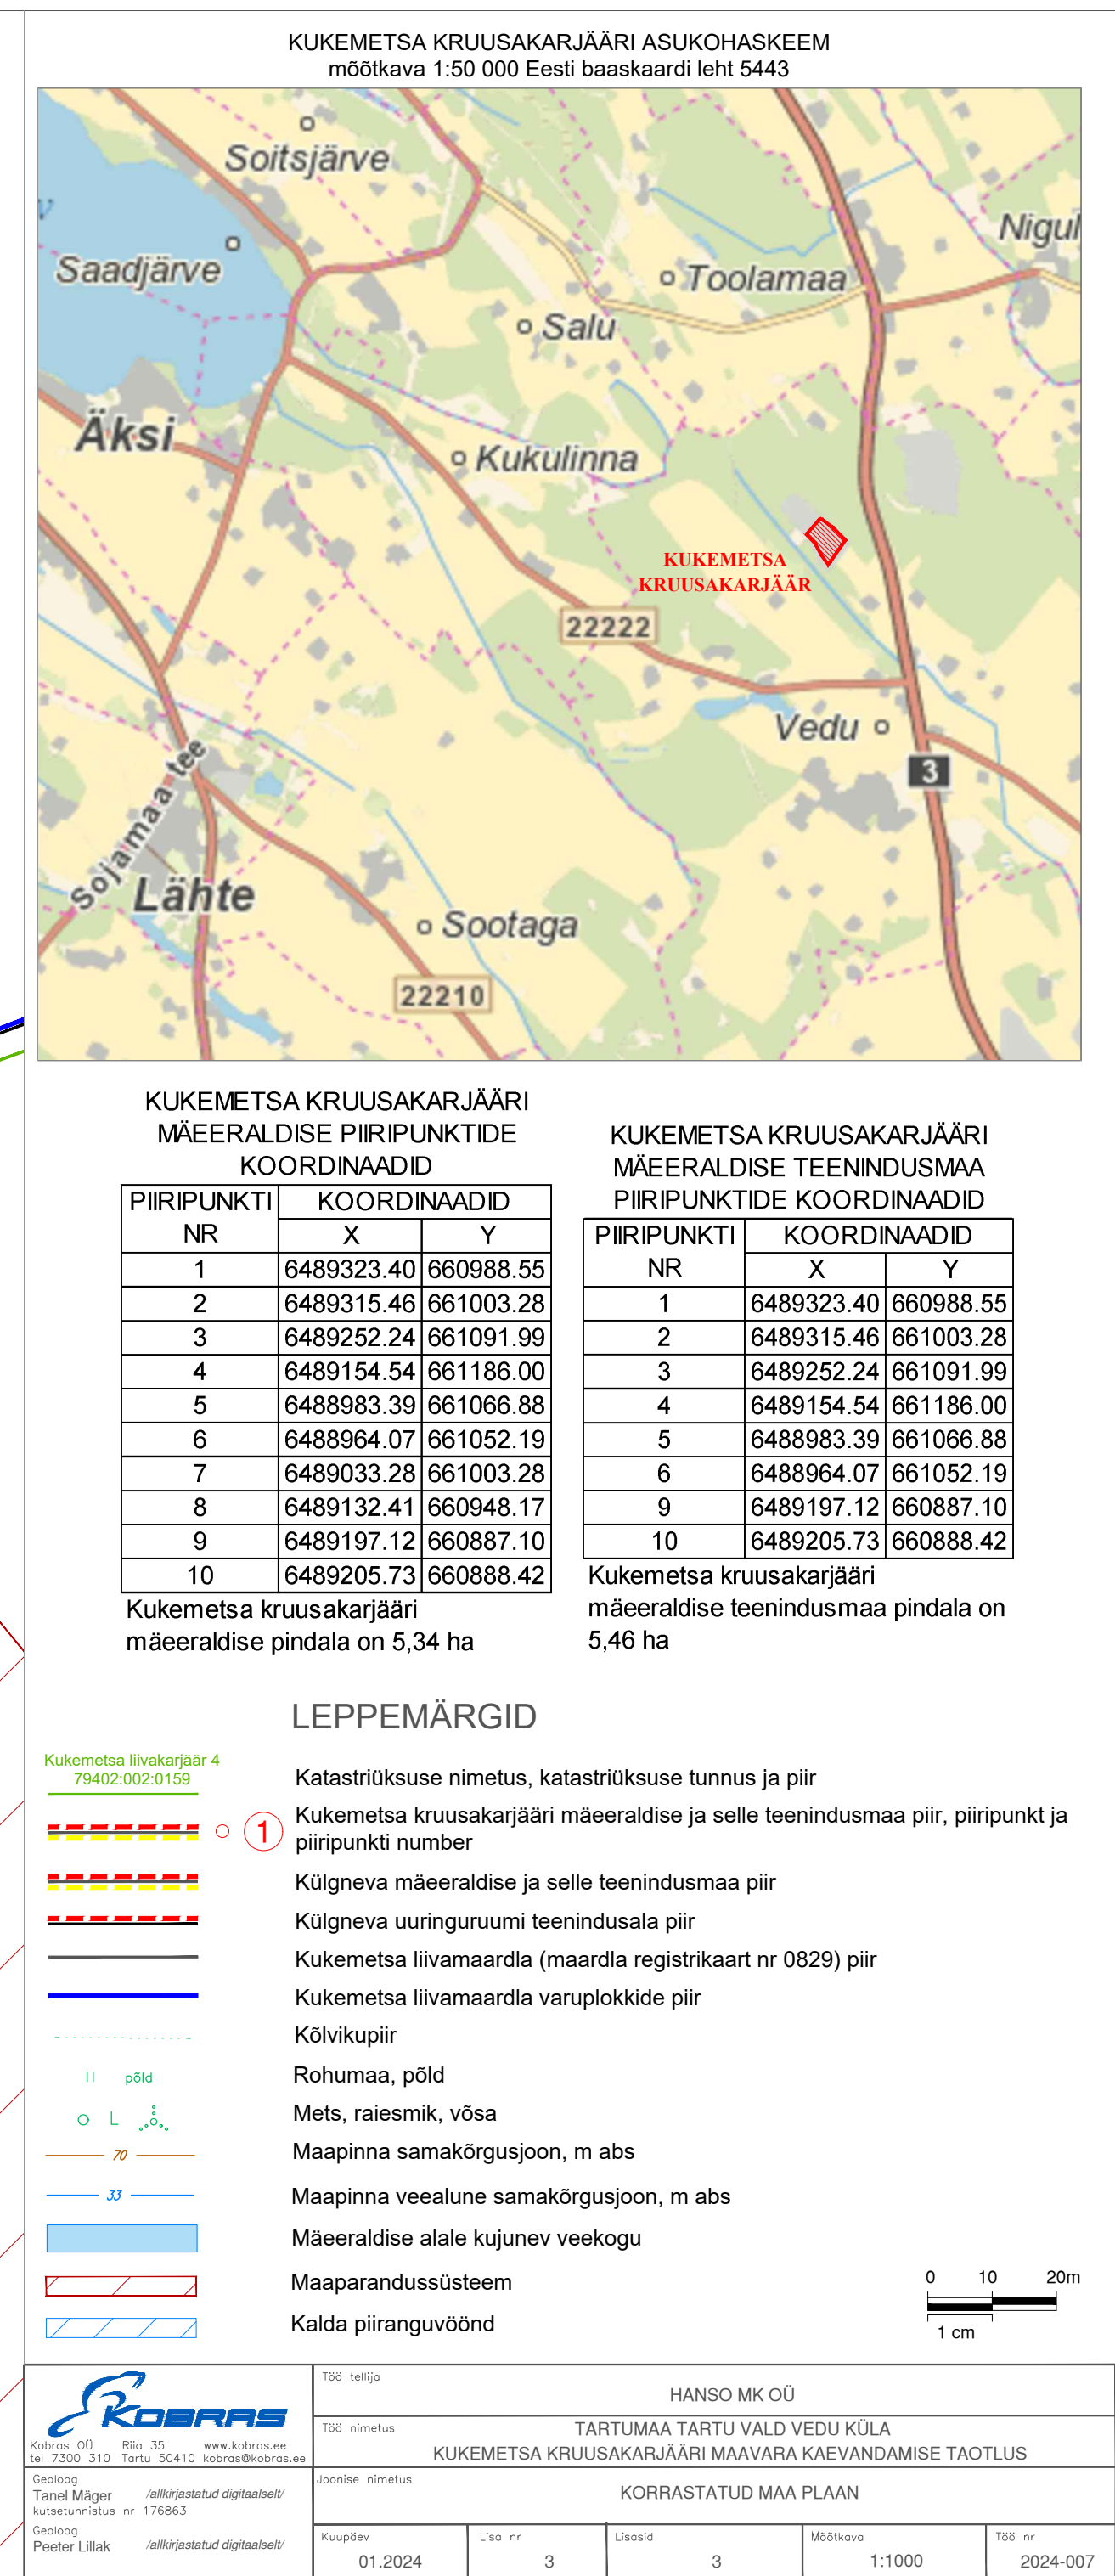 KUKEMETSA KRUUSAKARJÄÄRI ASUKOHASKEEM
mõõtkava 1:50 000 Eesti baaskaardi leht 5443
Soitsjärve
Saadjärve
Nigul
Toolamaa
Salu
Äksi
Kukulinna
KUKEMETSA
KRUUSAKARJÄÄR
22222
Vedu
3
Sojamaa tee
Lähte
Sootaga
22210
KUKEMETSA KRUUSAKARJÄÄRI
MÄEERALDISE PIIRIPUNKTIDE
KOORDINAADID
PIIRIPUNKTI NR KOORDINAADID
X Y
1 6489323.40 660988.55
2 6489315.46 661003.28
3 6489252.24 661091.99
4 6489154.54 661186.00
5 6488983.39 661066.88
6 6488964.07 661052.19
7 6489033.28 661003.28
8 6489132.41 660948.17
9 6489197.12 660887.10
10 6489205.73 660888.42
Kukemetsa kruusakarjääri
mäeeraldise pindala on 5,34 ha
KUKEMETSA KRUUSAKARJÄÄRI
MÄEERALDISE TEENINDUSMAA
PIIRIPUNKTIDE KOORDINAADID
PIIRIPUNKTI NR KOORDINAADID
X Y
1 6489323.40 660988.55
2 6489315.46 661003.28
3 6489252.24 661091.99
4 6489154.54 661186.00
5 6488983.39 661066.88
6 6488964.07 661052.19
9 6489197.12 660887.10
10 6489205.73 660888.42
Kukemetsa kruusakarjääri
mäeeraldise teenindusmaa pindala on
5,46 ha
LEPPEMÄRGID
Kukemetsa liivakarjäär 4
79402:002:0159
Katastriüksuse nimetus, katastriüksuse tunnus ja piir
1
Kukemetsa kruusakarjääri mäeeraldise ja selle teenindusmaa piir, piiripunkt ja
piiripunkti number
Külgneva mäeeraldise ja selle teenindusmaa piir
Külgneva uuringuruumi teenindusala piir
Kukemetsa liivamaardla (maardla registrikaart nr 0829) piir
Kukemetsa liivamaardla varuplokkide piir
Kõlvikupiir
põld
Rohumaa, põld
L
Mets, raiesmik, võsa
70
Maapinna samakõrgusjoon, m abs
33
Maapinna veealune samakõrgusjoon, m abs
Mäeeraldise alale kujunev veekogu
Maaparandussüsteem
Kalda piiranguvöönd
0 10 20m
1 cm
KOBRAS
Kobras OÜ Riia 35 www.kobras.ee
tel 7300 310 Tartu 50410 kobras@kobras.ee
Töö tellija
HANSO MK OÜ
Töö nimetus
TARTUMAA TARTU VALD VEDU KÜLA
KUKEMETSA KRUUSAKARJÄÄRI MAAVARA KAEVANDAMISE TAOTLUS
Geoloog
Tanel Mäger /allkirjastatud digitaalselt/
kutsetunnistus nr 176863
Geoloog
Peeter Lillak /allkirjastatud digitaalselt/
Joonise nimetus
KORRASTATUD MAA PLAAN
Kuupäev Lisa nr Lisasid Mõõtkava Töö nr
01.2024 3 3 1:1000 2024-007